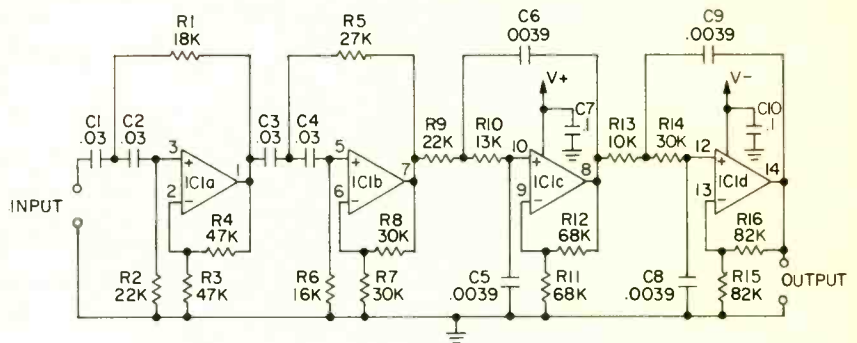 R1
18K
R5
27K
C6
.0039
C9
.0039
V+
V-
C1
.03
C2
.03
C3
.03
C4
.03
R9
22K
R10
13K
C7
.1
R13
10K
R14
30K
C10
.1
3
+
IC1a
2
−
1
5
+
IC1b
6
−
7
10
+
IC1c
9
−
8
12
+
IC1d
13
−
14
INPUT
R4
47K
R8
30K
R12
68K
R16
82K
R2
22K
R3
47K
R6
16K
R7
30K
C5
.0039
R11
68K
C8
.0039
R15
82K
OUTPUT